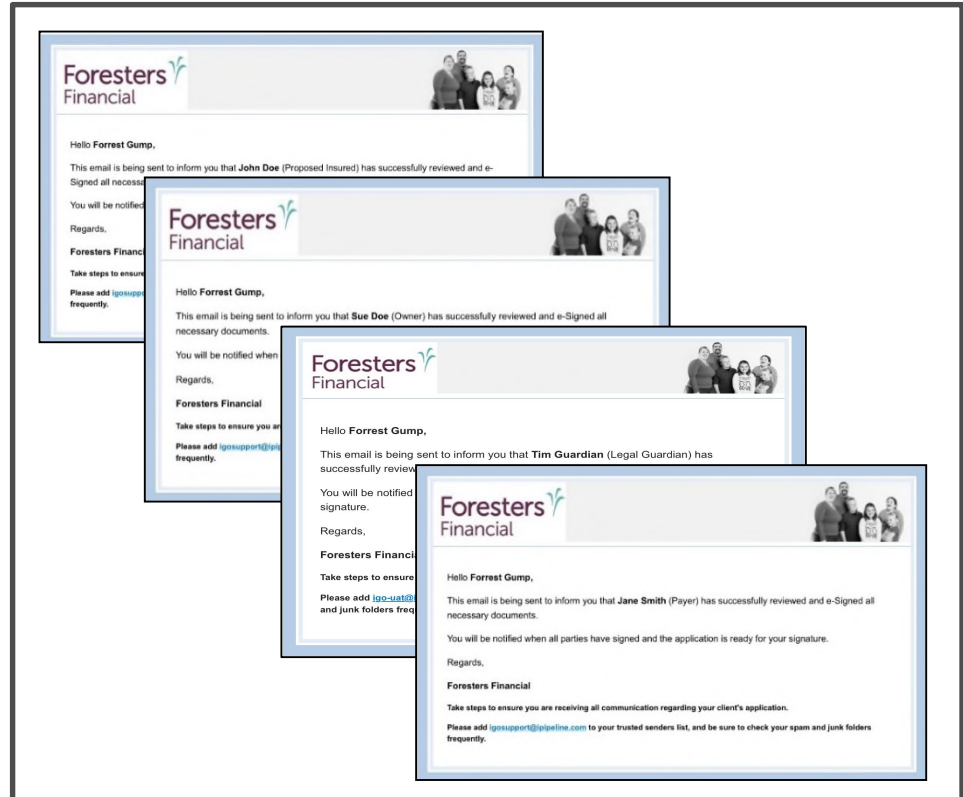 Foresters
Financial
Hello Forrest Gump,
This email is being sent to inform you that John Doe (Proposed Insured) has successfully reviewed and e-
Signed all necessa
You will be notified
Regards,
Foresters Financi
Take steps to ensure
Please add igosuppo
frequently.
Foresters
Financial
Hello Forrest Gump,
This email is being sent to inform you that Sue Doe (Owner) has successfully reviewed and e-Signed all
necessary documents.
You will be notified when
Regards,
Foresters Financial
Take steps to ensure you ar
Please add igosupport@ipip
frequently.
Foresters
Financial
Hello Forrest Gump,
This email is being sent to inform you that Tim Guardian (Legal Guardian) has
successfully review
You will be notified
signature.
Regards,
Foresters Financia
Take steps to ensure
Please add igo-uat@i
and junk folders freq
Foresters
Financial
Hello Forrest Gump,
This email is being sent to inform you that Jane Smith (Payer) has successfully reviewed and e-Signed all
necessary documents.
You will be notified when all parties have signed and the application is ready for your signature.
Regards,
Foresters Financial
Take steps to ensure you are receiving all communication regarding your client's application.
Please add igosupport@ipipeline.com to your trusted senders list, and be sure to check your spam and junk folders
frequently.